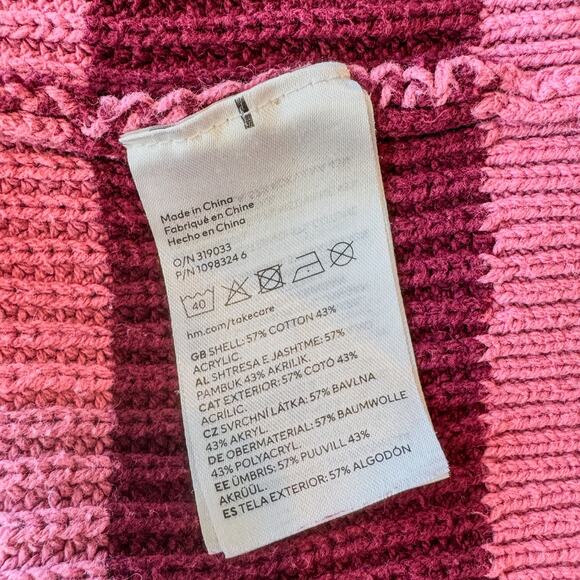 Made in China
Fabriqué en Chine
Hecho en China
O/N 319033
P/N 1098324 6
40
hm.com/takecare
GB SHELL: 57% COTTON 43%
ACRYLIC.
AL SHTRESA E JASHTME: 57%
PAMBUK 43% AKRILIK.
CAT EXTERIOR: 57% COTÓ 43%
ACRÍLIC.
CZ SVRCHNÍ LÁTKA: 57% BAVLNA
43% AKRYL.
DE OBERMATERIAL: 57% BAUMWOLLE
43% POLYACRYL.
EE ÜMBRIS: 57% PUUVILL 43%
AKRÜÜL.
ES TELA EXTERIOR: 57% ALGODÓN